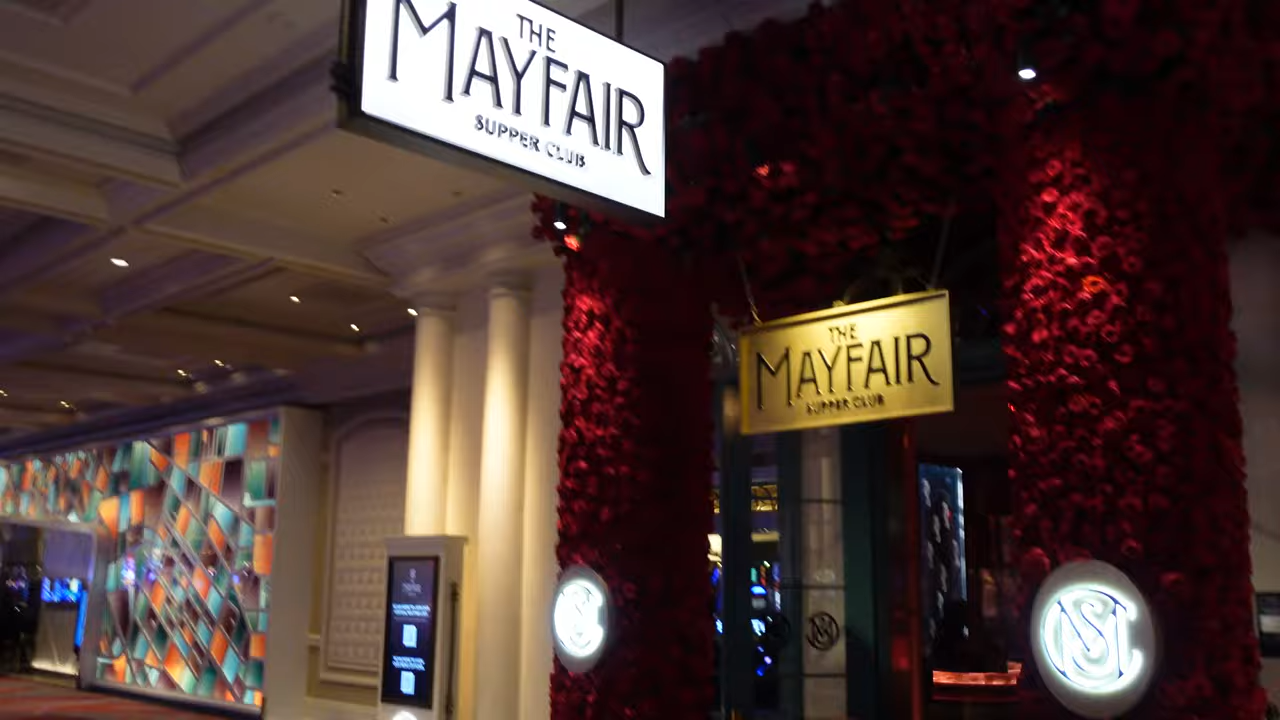 THE
MAYFAIR
SUPPER CLUB
THE
MAYFAIR
SUPPER CLUB